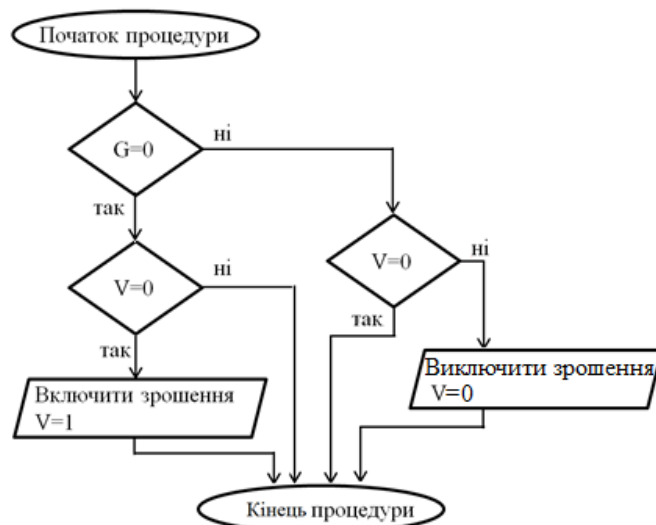 Початок процедури
G=0
ні
так
V=0
ні
V=0
ні
так
так
Включити зрошення
V=1
Виключити зрошення
V=0
Кінець процедури